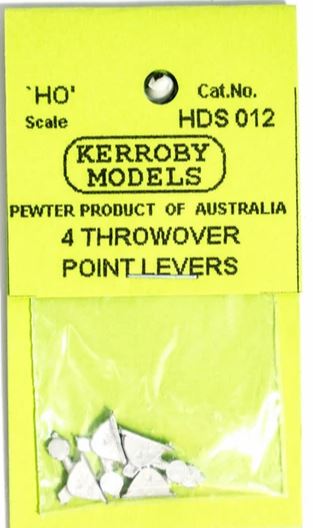 `HO'
Scale
Cat.No.
HDS 012
KERROBY
MODELS
PEWTER PRODUCT OF AUSTRALIA
4 THROWOVER
POINT LEVERS